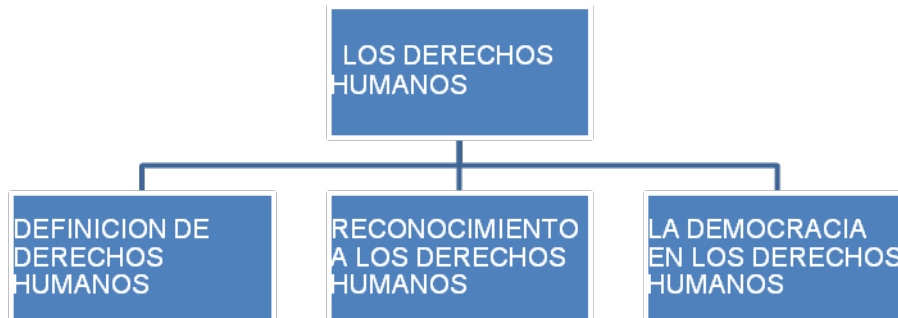 LOS DERECHOS
HUMANOS
DEFINICION DE
DERECHOS
HUMANOS
RECONOCIMIENTO
A LOS DERECHOS
HUMANOS
LA DEMOCRACIA
EN LOS DERECHOS
HUMANOS